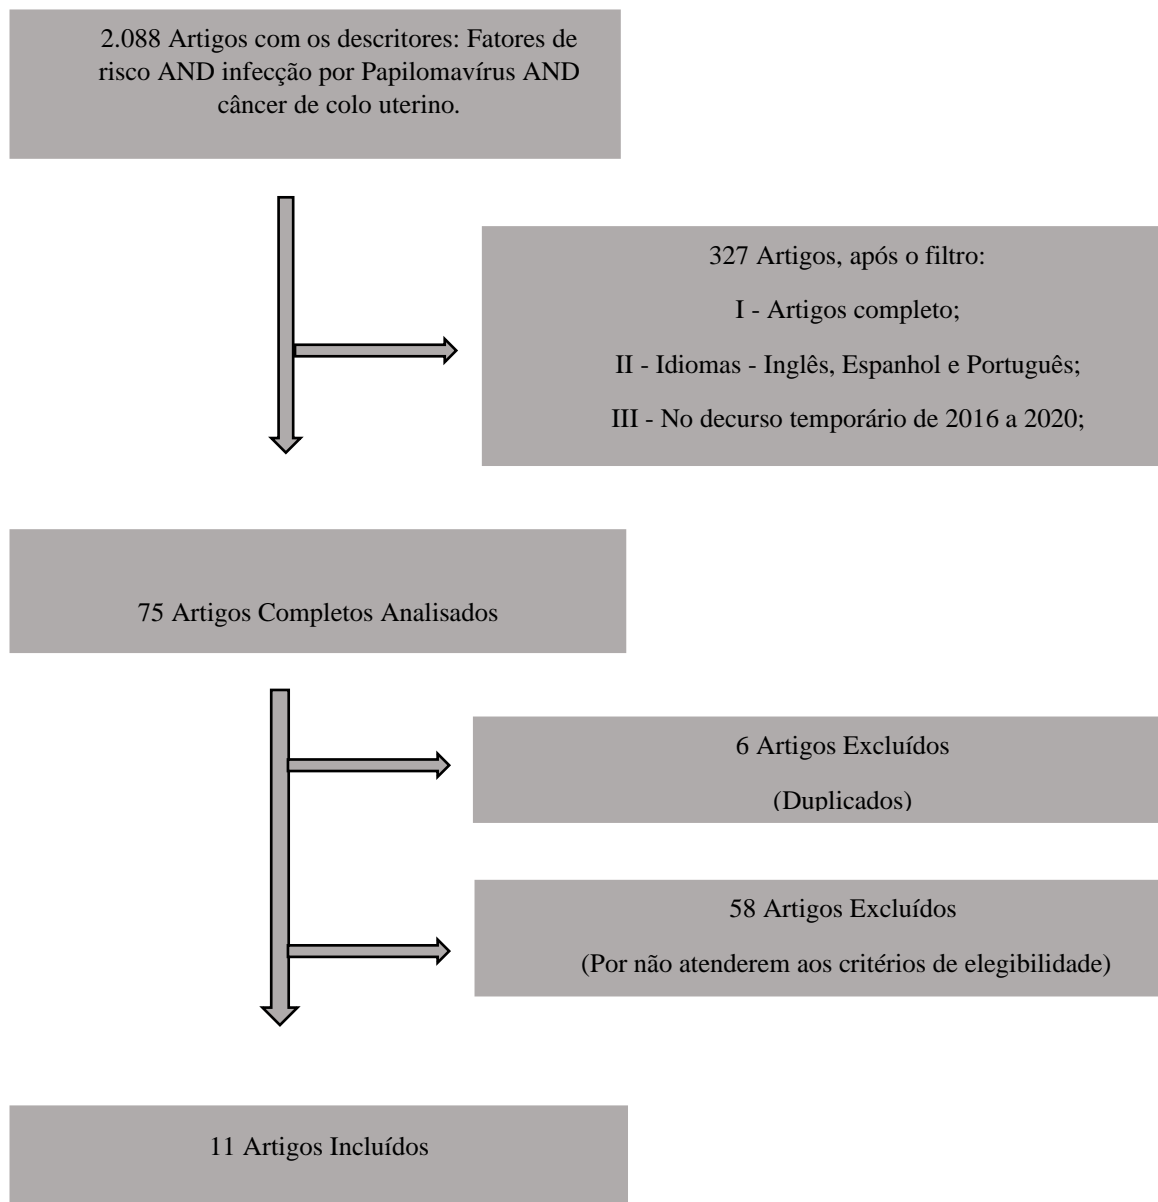 2.088 Artigos com os descritores: Fatores de
risco AND infecção por Papilomavírus AND
câncer de colo uterino.
327 Artigos, após o filtro:
I - Artigos completo;
II - Idiomas - Inglês, Espanhol e Português;
III - No decurso temporário de 2016 a 2020;
75 Artigos Completos Analisados
6 Artigos Excluídos
(Duplicados)
58 Artigos Excluídos
(Por não atenderem aos critérios de elegibilidade)
11 Artigos Incluídos